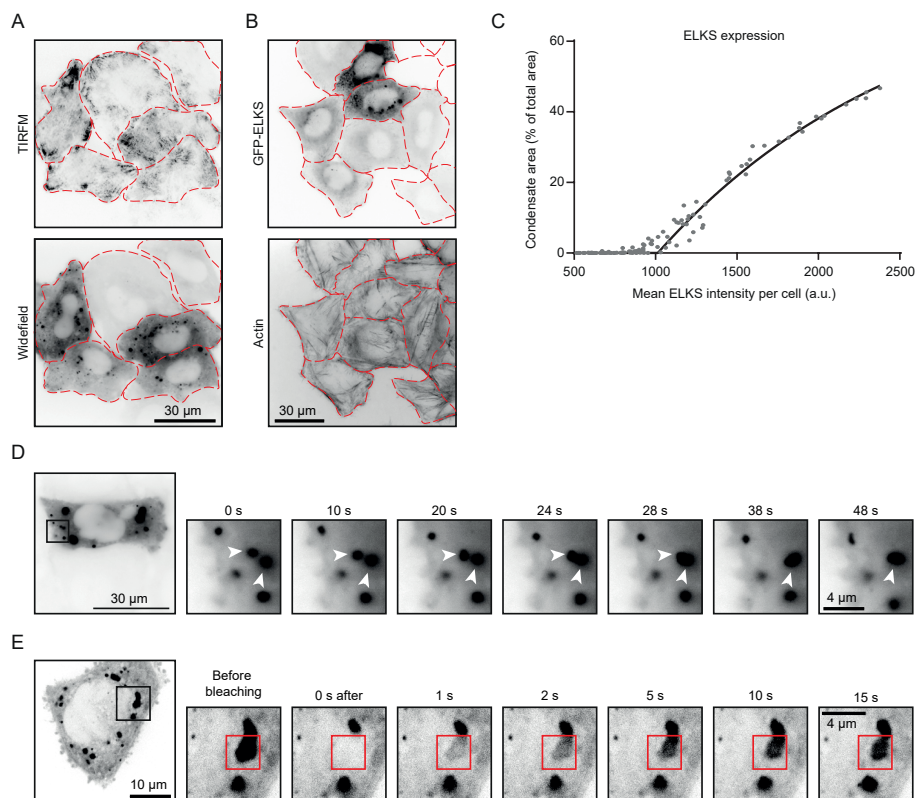 A
TIRFM
Widefield
30 µm
B
GFP-ELKS
Actin
30 µm
C
ELKS expression
Condensate area (% of total area)
60
40
20
0
500
1000
1500
2000
2500
Mean ELKS intensity per cell (a.u.)
D
30 µm
0 s
10 s
20 s
24 s
28 s
38 s
48 s
4 µm
E
10 µm
Before
bleaching
0 s after
1 s
2 s
5 s
10 s
15 s
4 µm